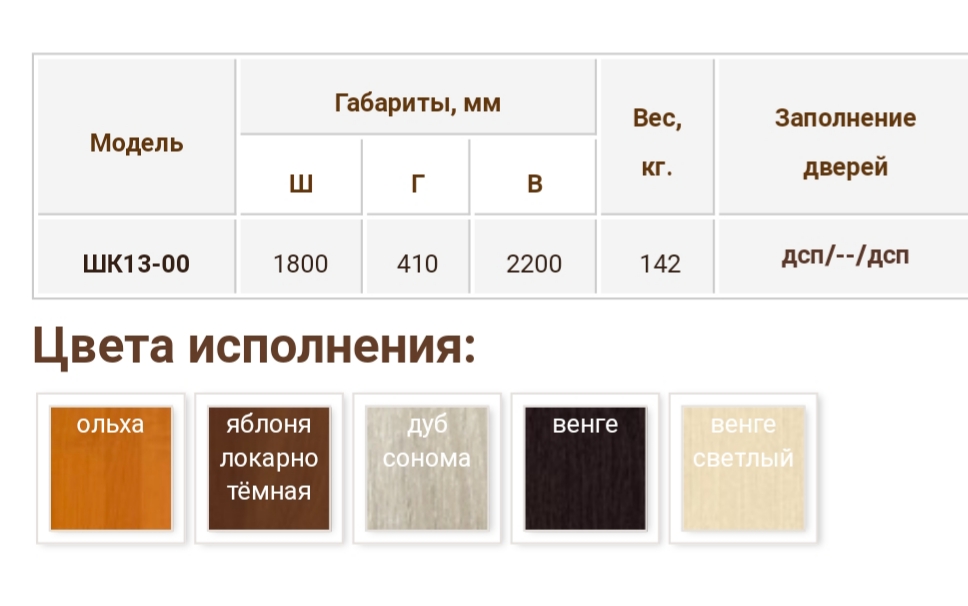 Модель
Габариты, мм
Вес,
кг.
Заполнение
дверей
Ш Г В
ШК13-00 1800 410 2200 142 дсп/--/дсп
Цвета исполнения:
ольха
яблоня
локарно
тёмная
дуб
сонома
венге
венге
светлый